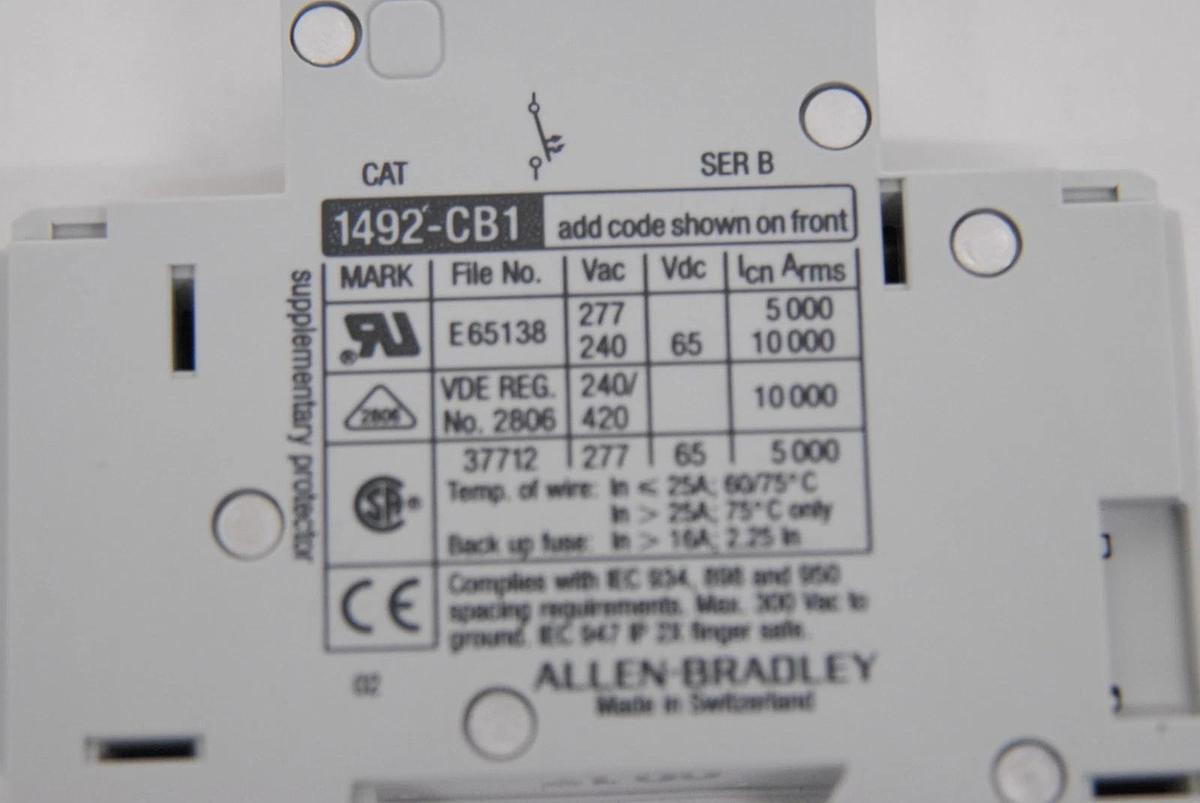 CAT SER B
1492-CB1 add code shown on front
MARK File No. Vac Vdc Icn Arms
277 5000
E65138
240 65 10000
VDE REG. 240/
10000
2806 No. 2806 420
37712 277 65 5000
Temp. of wire: In < 25A; 60/75°C
SA® In > 25A; 75°C only
Back up fuse: In > 16A; 2.25 In
Complies with IEC 934, 898 and 950
CE spacing requirements. Max. 300 Vac to
ground. IEC 947 IP 2X finger safe.
supplementary protector
02 ALLEN-BRADLEY
Made in Switzerland